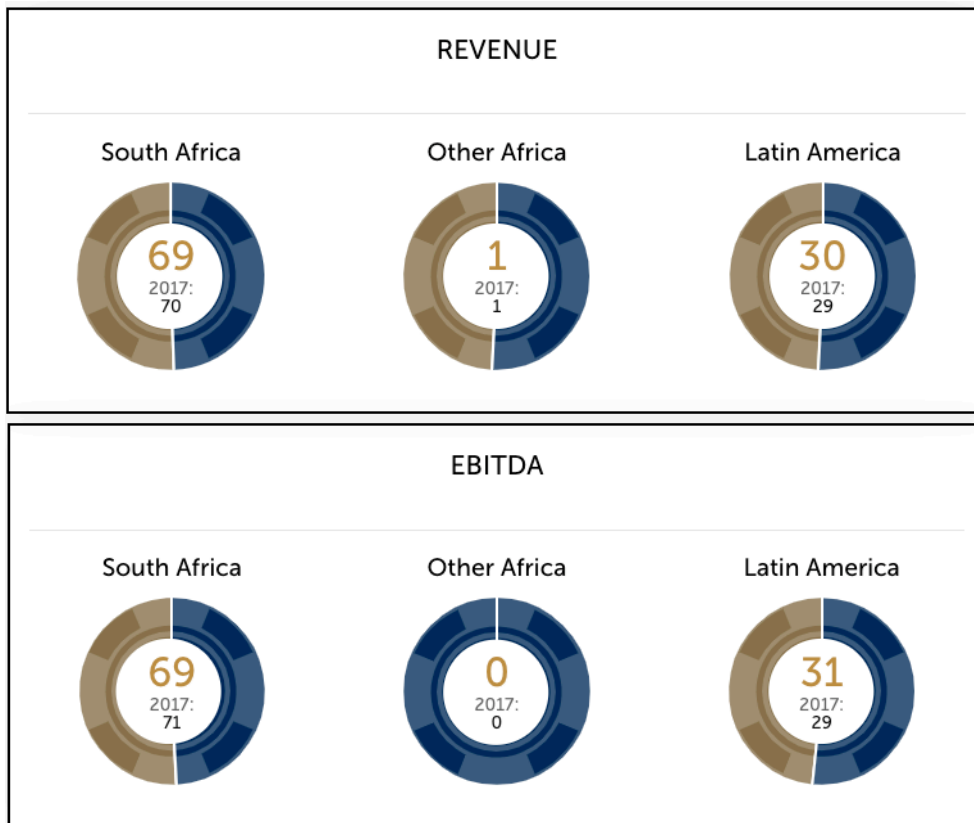 REVENUE
South Africa
69
2017:
70
Other Africa
1
2017:
1
Latin America
30
2017:
29
EBITDA
South Africa
69
2017:
71
Other Africa
0
2017:
0
Latin America
31
2017:
29